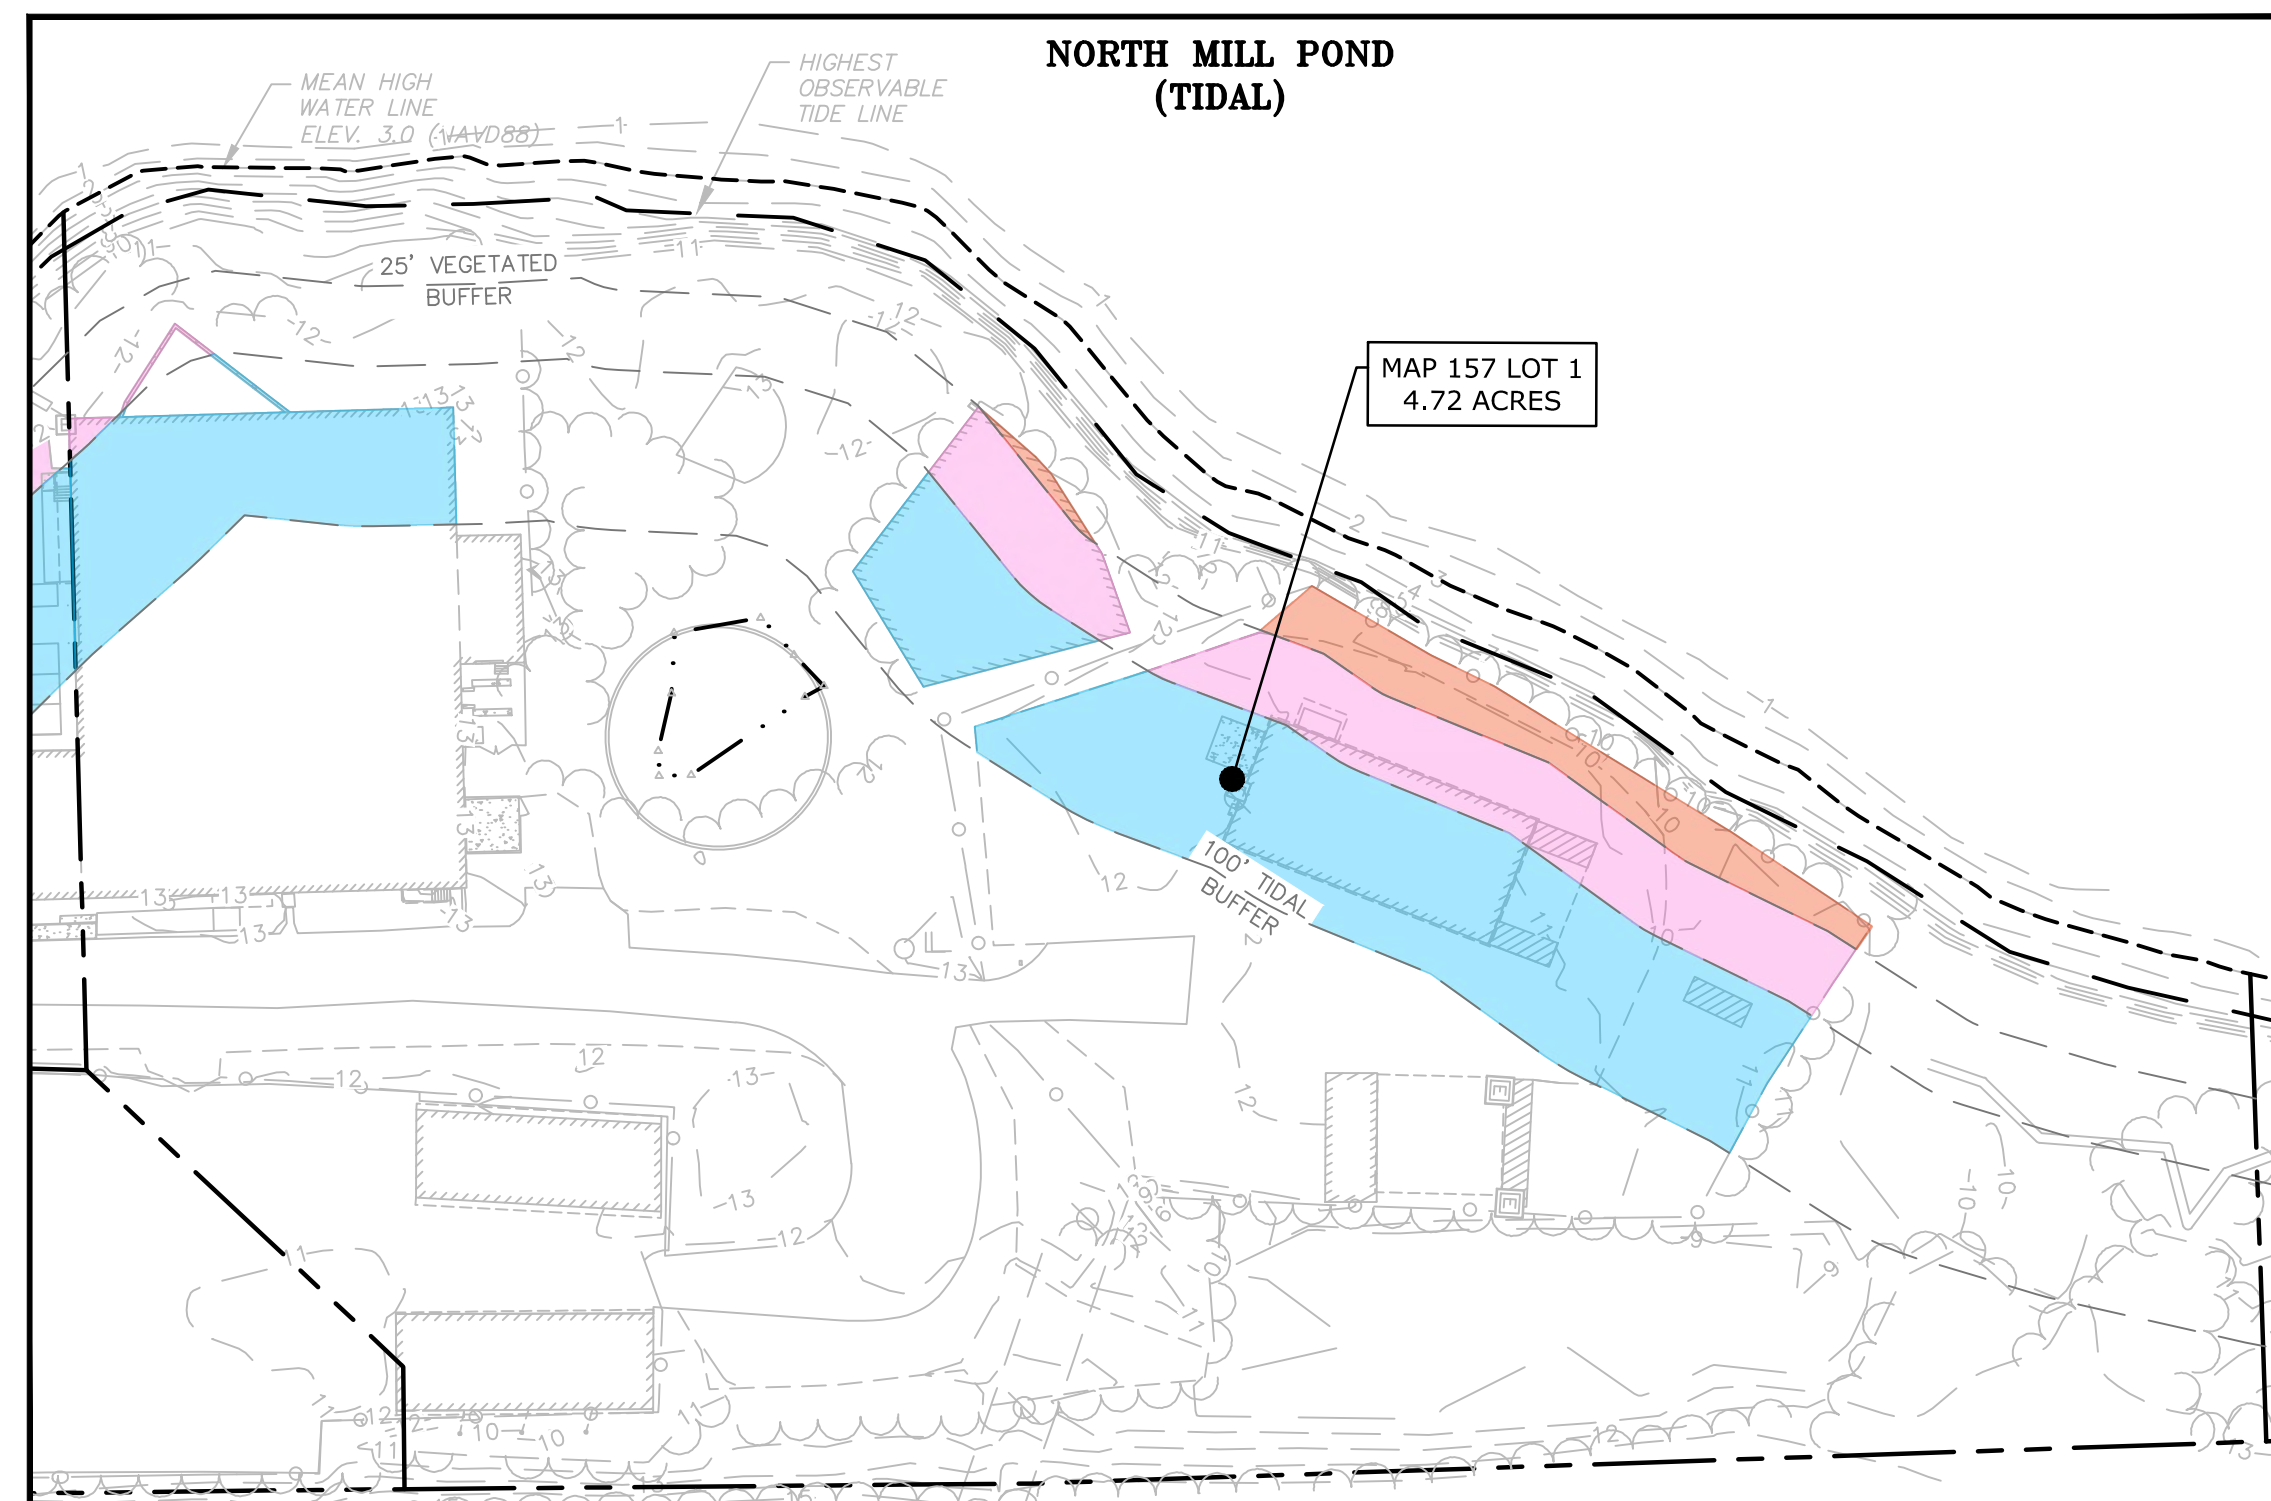 NORTH MILL POND
(TIDAL)
MEAN HIGH
WATER LINE
ELEV. 3.0 (NAVD88)
HIGHEST
OBSERVABLE
TIDE LINE
25' VEGETATED
BUFFER
MAP 157 LOT 1
4.72 ACRES
100' TIDAL
BUFFER